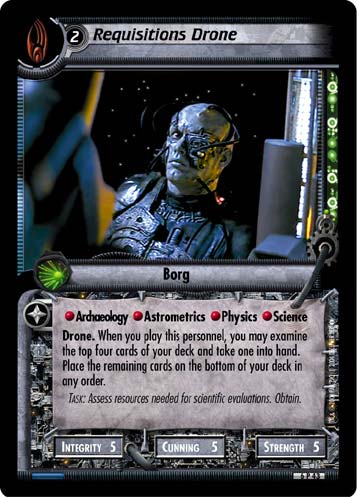 2 Requisitions Drone
Borg
Archaeology Astrometrics Physics Science
Drone. When you play this personnel, you may examine
the top four cards of your deck and take one into hand.
Place the remaining cards on the bottom of your deck in
any order.
TASK: Assess resources needed for scientific evaluations. Obtain.
INTEGRITY 5 CUNNING 5 STRENGTH 5
6 P 43